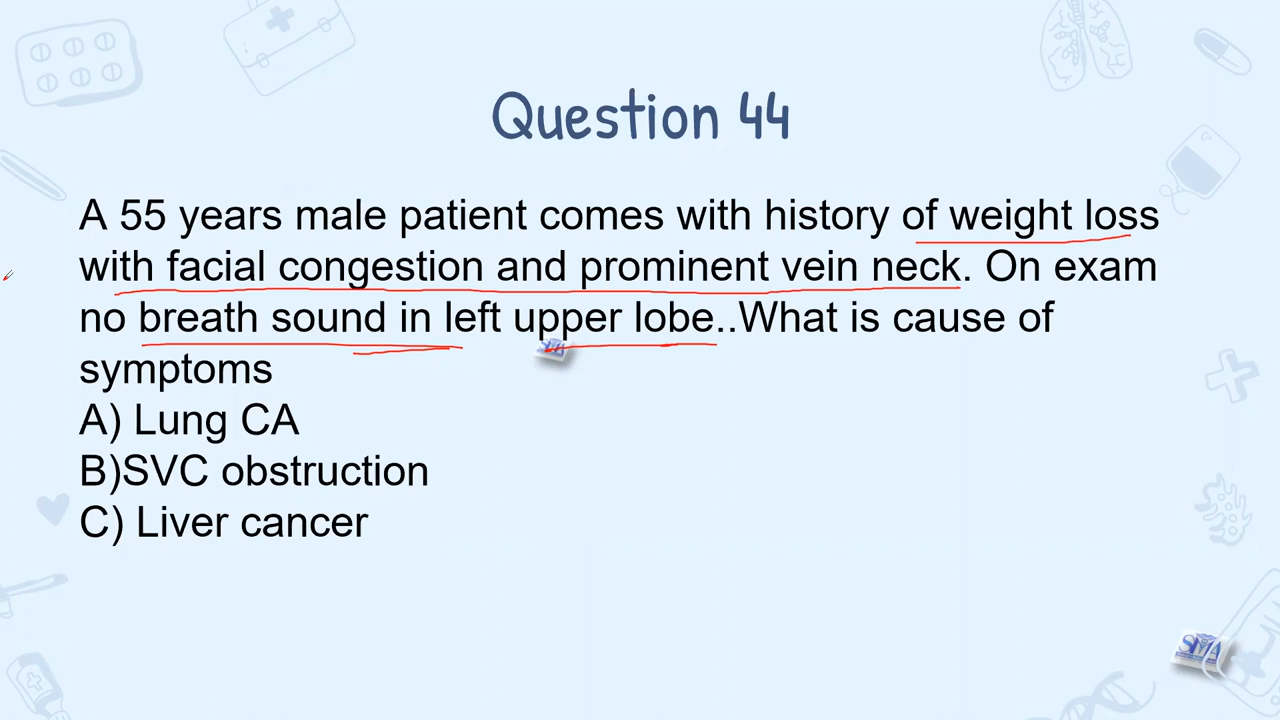 Question 44
A 55 years male patient comes with history of weight loss
with facial congestion and prominent vein neck. On exam
no breath sound in left upper lobe..What is cause of
symptoms
A) Lung CA
B)SVC obstruction
C) Liver cancer
SMA